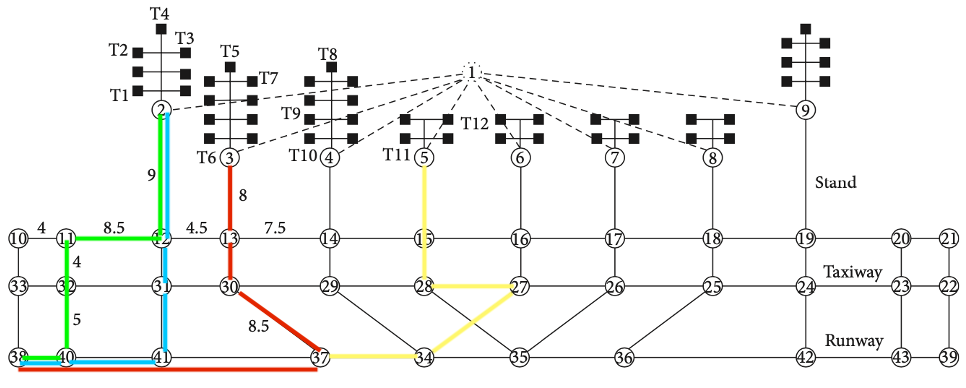 T4
T2 T3
T5 T8
T7 1
T1
2 T9 T12 9
T6 3 T10 4 T11 5 6 7 8
9 8 Stand
4 8.5 4.5 7.5
10 11 12 13 14 15 16 17 18 19 20 21
4 Taxiway
33 32 31 30 29 28 27 26 25 24 23 22
5 8.5 Runway
38 40 41 37 34 35 36 42 43 39